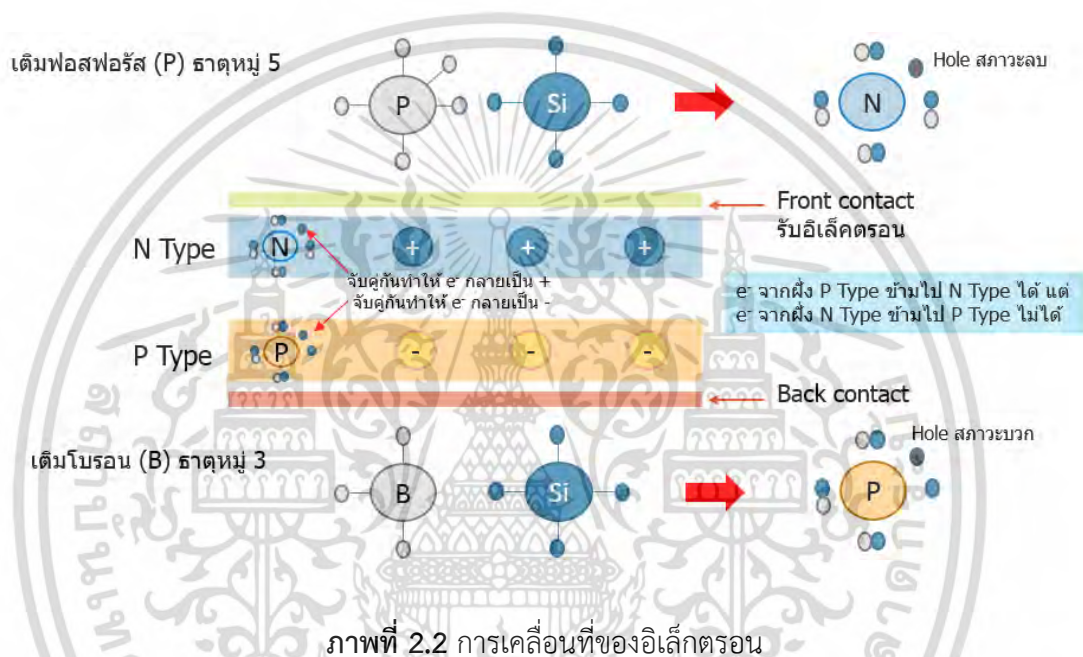 เติมฟอสฟอรัส (P) ธาตุหมู่ 5
P
Si
N
Hole สภาวะลบ
Front contact
รับอิเล็คตรอน
N Type
N
+
+
+
จับคู่กันทำให้ e- กลายเป็น +
จับคู่กันทำให้ e- กลายเป็น -
e- จากฝั่ง P Type ข้ามไป N Type ได้ แต่
e- จากฝั่ง N Type ข้ามไป P Type ไม่ได้
P Type
P
-
-
-
Back contact
เติมโบรอน (B) ธาตุหมู่ 3
B
Si
P
Hole สภาวะบวก
ภาพที่ 2.2 การเคลื่อนที่ของอิเล็กตรอน